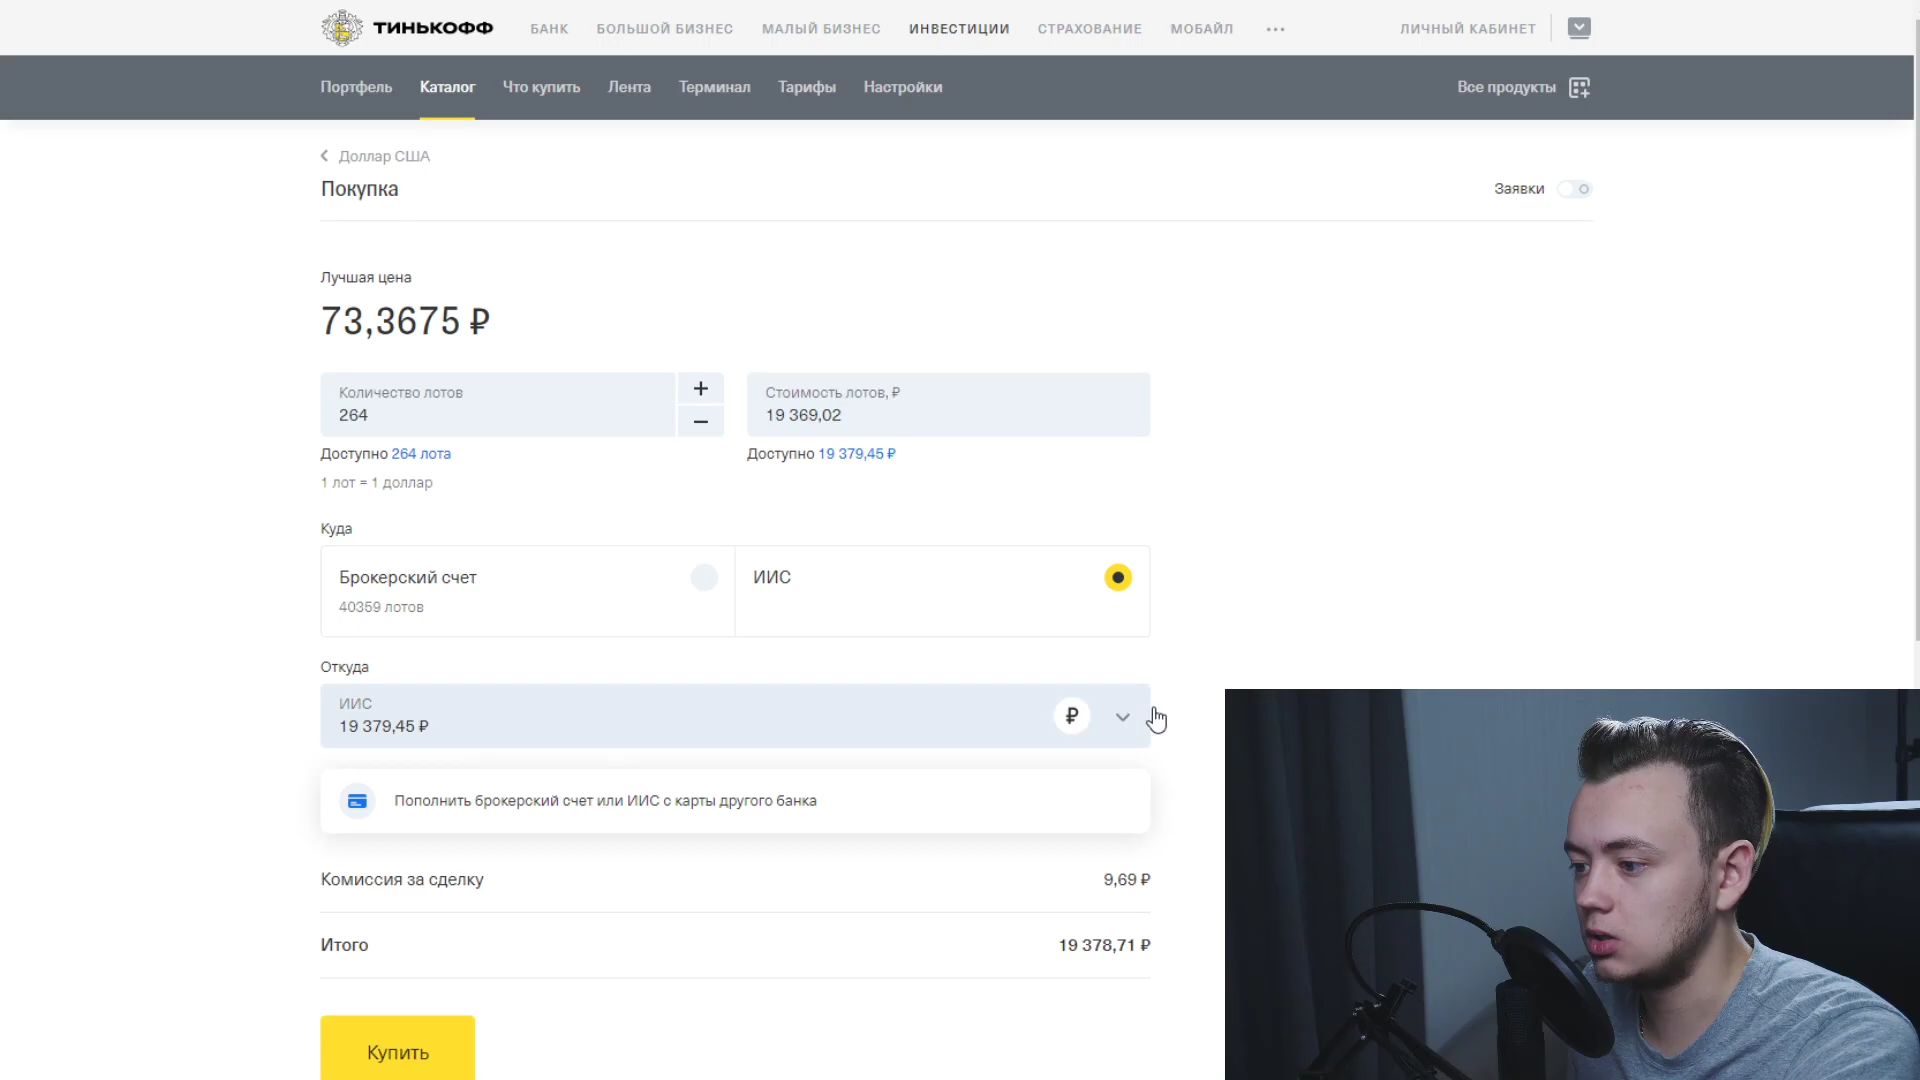 ТИНЬКОФФ БАНК БОЛЬШОЙ БИЗНЕС МАЛЫЙ БИЗНЕС ИНВЕСТИЦИИ СТРАХОВАНИЕ МОБАЙЛ ... ЛИЧНЫЙ КАБИНЕТ
Портфель Каталог Что купить Лента Терминал Тарифы Настройки Все продукты
Доллар США
Покупка Заявки
Лучшая цена
73,3675 ₽
Количество лотов Стоимость лотов, ₽
264 19 369,02
+
−
Доступно 264 лота Доступно 19 379,45 ₽
1 лот = 1 доллар
Куда
Брокерский счет ИИС
40359 лотов
Откуда
ИИС
19 379,45 ₽ ₽
Пополнить брокерский счет или ИИС с карты другого банка
Комиссия за сделку 9,69 ₽
Итого 19 378,71 ₽
Купить